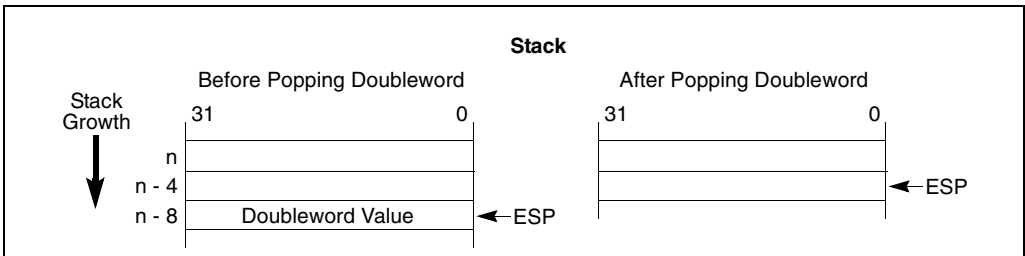 Stack
Before Popping Doubleword
After Popping Doubleword
Stack
Growth
31 0
31 0
n
n - 4
ESP
n - 8 Doubleword Value ESP